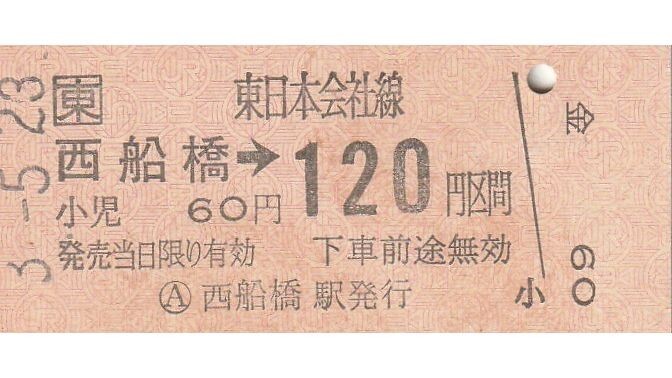 3.-5.23
東 東日本会社線
西船橋→120円区間
小児 60円
発売当日限り有効 下車前途無効
Ⓐ西船橋駅発行
小
60